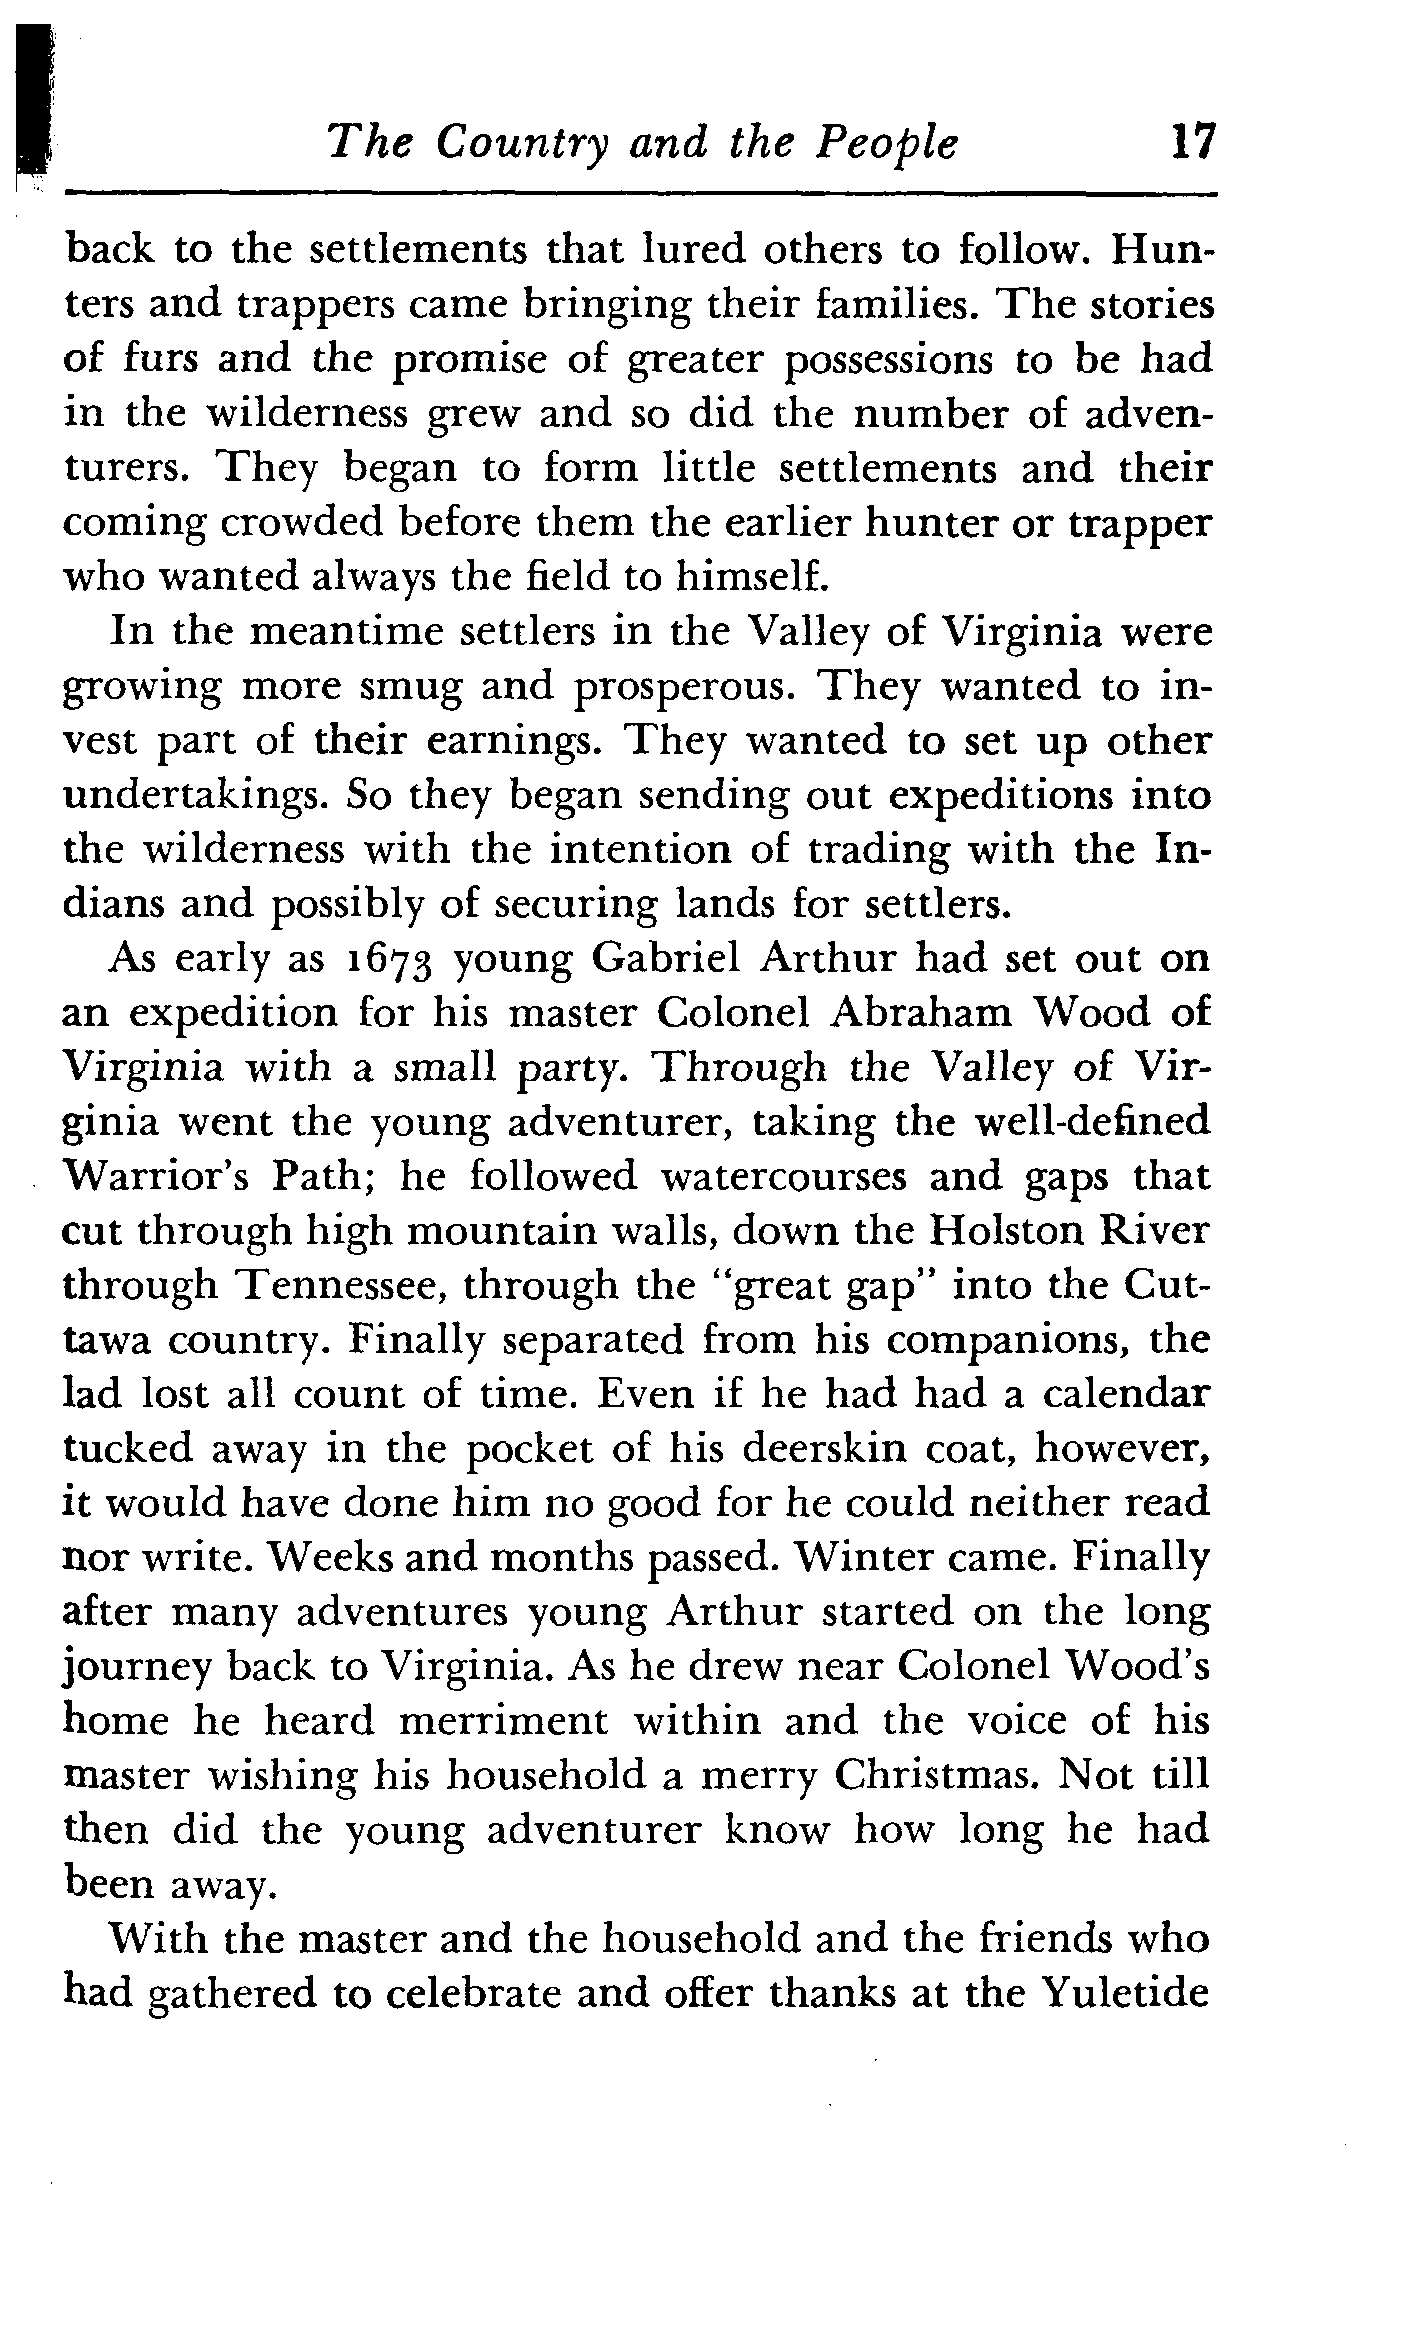 The Country and the People 17
back to the settlements that lured others to follow. Hun-
ters and trappers came bringing their families. The stories
of furs and the promise of greater possessions to be had
in the wilderness grew and so did the number of adven-
turers. They began to form little settlements and their
coming crowded before them the earlier hunter or trapper
who wanted always the field to himself.
In the meantime settlers in the Valley of Virginia were
growing more smug and prosperous. They wanted to in-
vest part of their earnings. They wanted to set up other
undertakings. So they began sending out expeditions into
the wilderness with the intention of trading with the In-
dians and possibly of securing lands for settlers.
As early as 1673 young Gabriel Arthur had set out on
an expedition for his master Colonel Abraham Wood of
Virginia with a small party. Through the Valley of Vir-
ginia went the young adventurer, taking the well-defined
Warrior's Path; he followed watercourses and gaps that
cut through high mountain walls, down the Holston River
through Tennessee, through the "great gap" into the Cut-
tawa country. Finally separated from his companions, the
lad lost all count of time. Even if he had had a calendar
tucked away in the pocket of his deerskin coat, however,
it would have done him no good for he could neither read
nor write. Weeks and months passed. Winter came. Finally
after many adventures young Arthur started on the long
journey back to Virginia. As he drew near Colonel Wood's
home he heard merriment within and the voice of his
master wishing his household a merry Christmas. Not till
then did the young adventurer know how long he had
been away.
With the master and the household and the friends who
had gathered to celebrate and offer thanks at the Yuletide